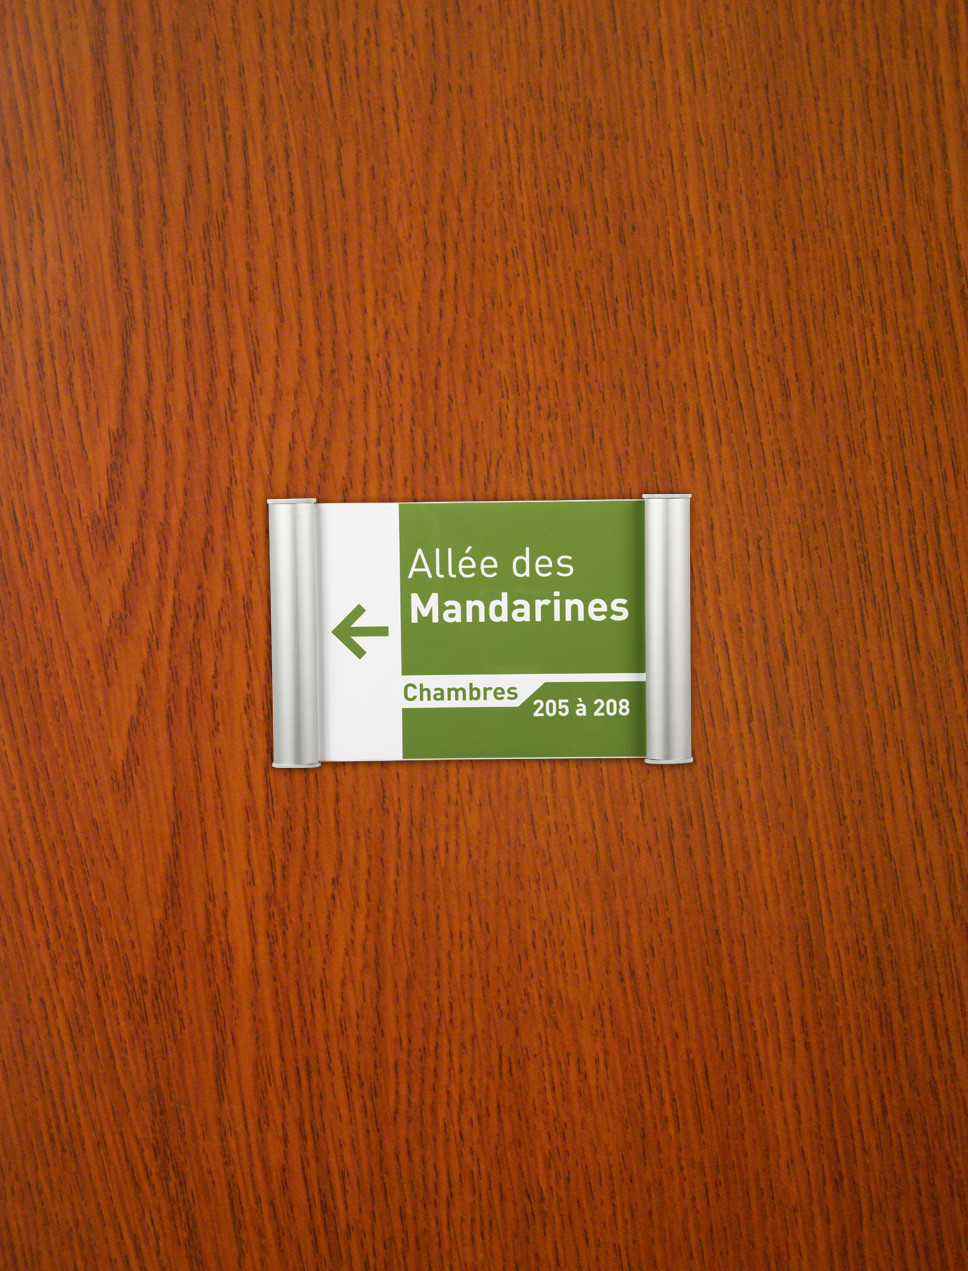 Allée des
Mandarines
Chambres
205 à 208